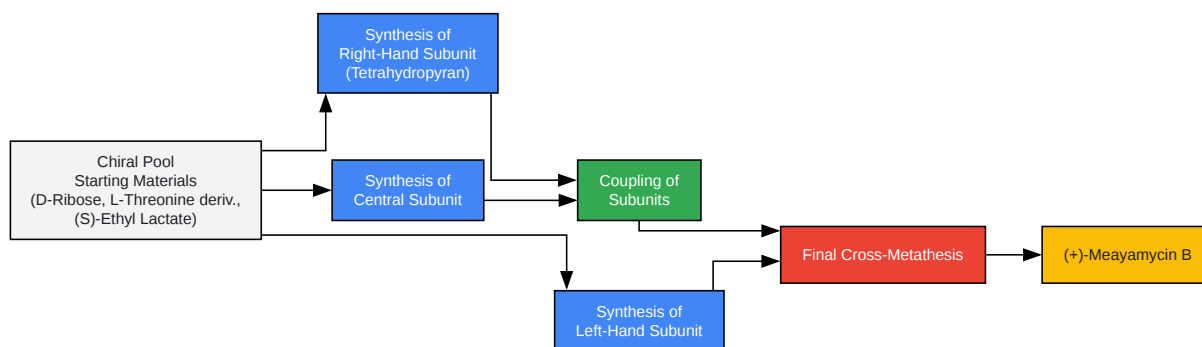 Synthesis of
Right-Hand Subunit
(Tetrahydropyran)
Chiral Pool
Starting Materials
(D-Ribose, L-Threonine deriv.,
(S)-Ethyl Lactate)
Synthesis of
Central Subunit
Coupling of
Subunits
Final Cross-Metathesis
(+)-Meayamycin B
Synthesis of
Left-Hand Subunit